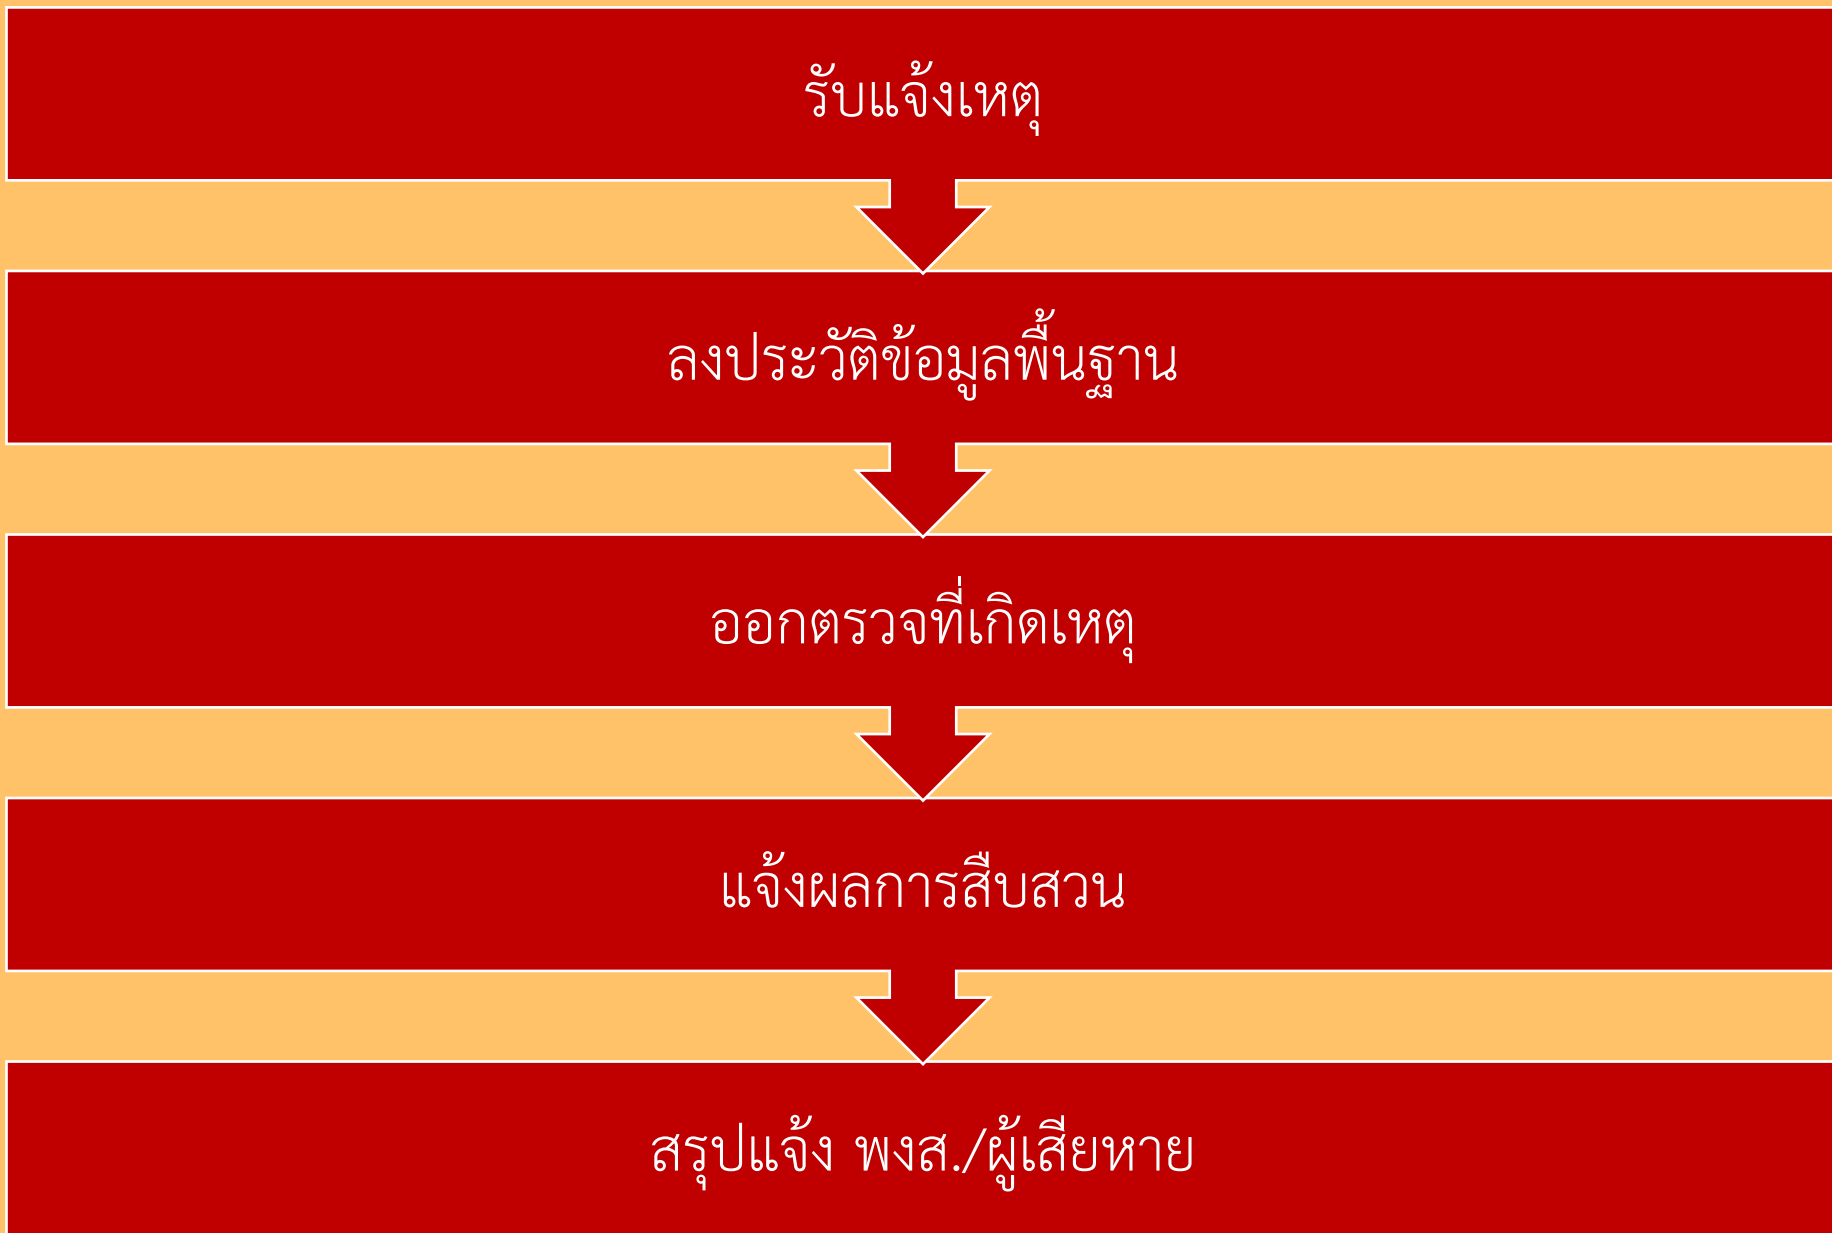 รับแจ้งเหตุ
ลงประวัติข้อมูลพื้นฐาน
ออกตรวจที่เกิดเหตุ
แจ้งผลการสืบสวน
สรุปแจ้ง พงส./ผู้เสียหาย